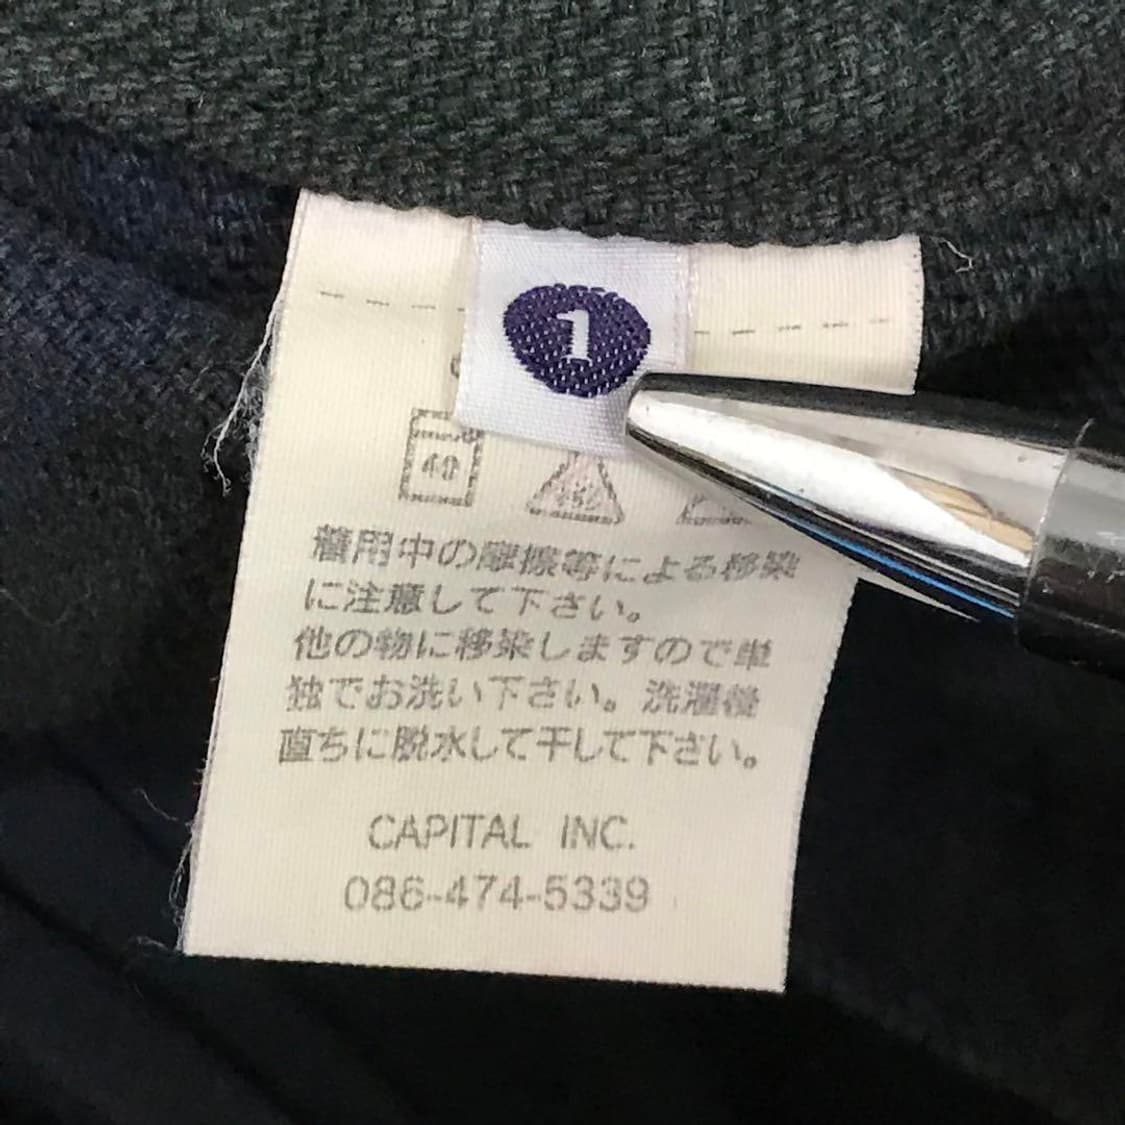 1
40
着用中の摩擦等による移染
に注意して下さい。
他の物に移染しますので単
独でお洗い下さい。洗濯後
直ちに脱水して干して下さい。
CAPITAL INC.
086-474-5339